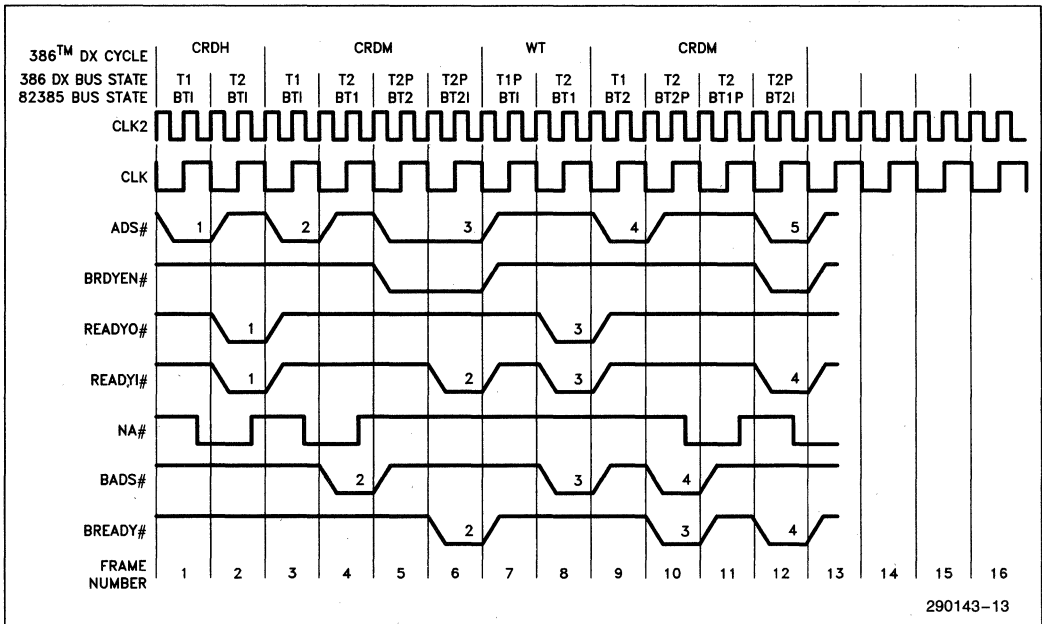 386™ DX CYCLE CRDH CRDM WT CRDM
386 DX BUS STATE T1 T2 T1 T2 T2P T2P T1P T2 T1 T2 T2 T2P
82385 BUS STATE BTI BTI BTI BT1 BT2 BT2I BTI BT1 BT2 BT2P BT1P BT2I
CLK2
CLK
ADS# 1 2 3 4 5
BRDYEN#
READYO# 1 3
READYI# 1 2 3 4
NA#
BADS# 2 3 4
BREADY# 2 3 4
FRAME
NUMBER 1 2 3 4 5 6 7 8 9 10 11 12 13 14 15 16
290143-13